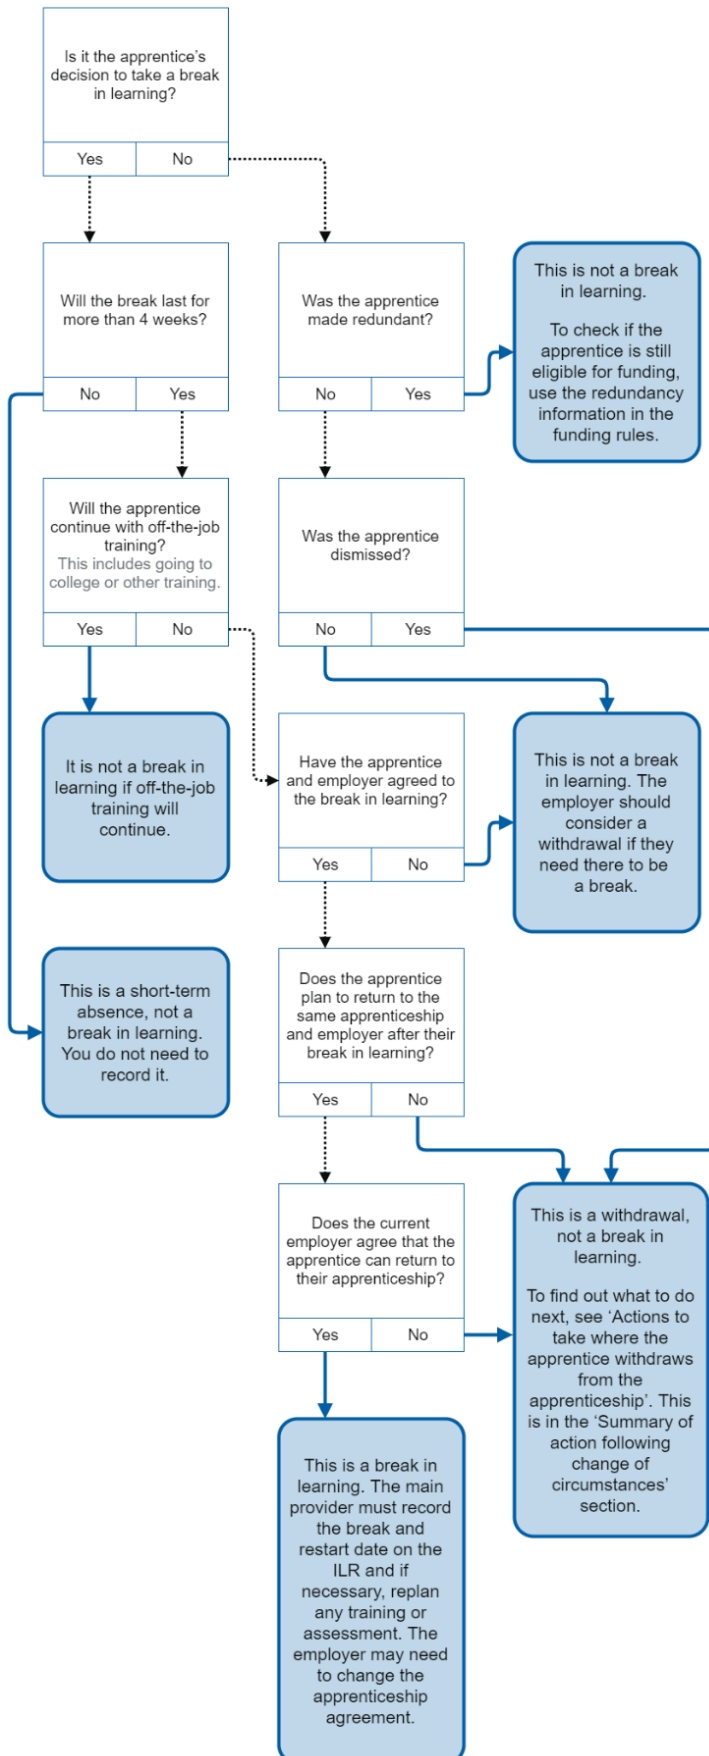 Is it the apprentice's
decision to take a break
in learning?
Yes
No
Will the break last for
more than 4 weeks?
No
Yes
Was the apprentice
made redundant?
No
Yes
This is not a break
in learning.
To check if the
apprentice is still
eligible for funding,
use the redundancy
information in the
funding rules.
Will the apprentice
continue with off-the-job
training?
This includes going to
college or other training.
Yes
No
Was the apprentice
dismissed?
No
Yes
It is not a break in
learning if off-the-job
training will
continue.
Have the apprentice
and employer agreed to
the break in learning?
Yes
No
This is not a break
in learning. The
employer should
consider a
withdrawal if they
need there to be
a break.
This is a short-term
absence, not a
break in learning.
You do not need to
record it.
Does the apprentice
plan to return to the
same apprenticeship
and employer after their
break in learning?
Yes
No
Does the current
employer agree that the
apprentice can return to
their apprenticeship?
Yes
No
This is a withdrawal,
not a break in
learning.
To find out what to do
next, see ‘Actions to
take where the
apprentice withdraws
from the
apprenticeship’. This
is in the ‘Summary of
action following
change of
circumstances’
section.
This is a break in
learning. The main
provider must record
the break and
restart date on the
ILR and if
necessary, replan
any training or
assessment. The
employer may need
to change the
apprenticeship
agreement.